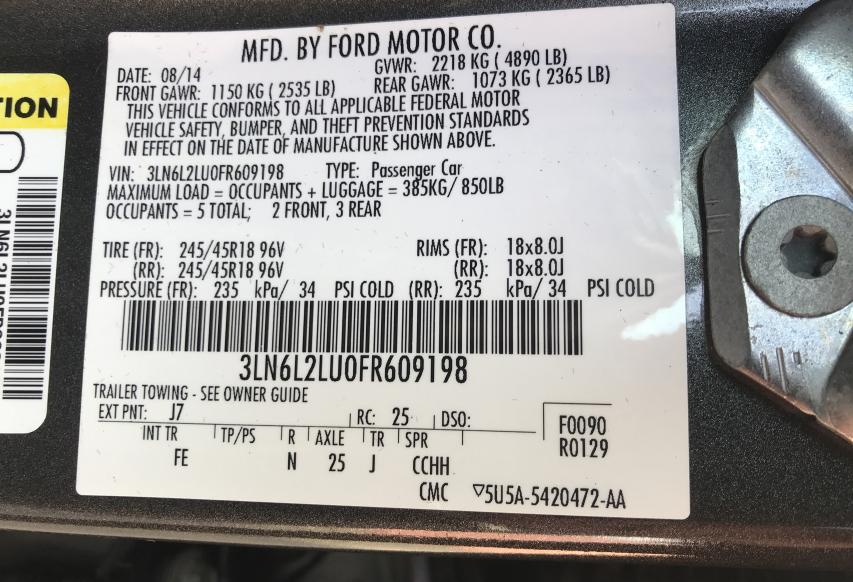 MFD. BY FORD MOTOR CO.
DATE: 08/14 GVWR: 2218 KG ( 4890 LB)
FRONT GAWR: 1150 KG ( 2535 LB) REAR GAWR: 1073 KG ( 2365 LB)
THIS VEHICLE CONFORMS TO ALL APPLICABLE FEDERAL MOTOR
VEHICLE SAFETY, BUMPER, AND THEFT PREVENTION STANDARDS
IN EFFECT ON THE DATE OF MANUFACTURE SHOWN ABOVE.
VIN: 3LN6L2LU0FR609198 TYPE: Passenger Car
MAXIMUM LOAD = OCCUPANTS + LUGGAGE = 385KG/ 850LB
OCCUPANTS = 5 TOTAL; 2 FRONT, 3 REAR
TIRE (FR): 245/45R18 96V RIMS (FR): 18x8.0J
(RR): 245/45R18 96V (RR): 18x8.0J
PRESSURE (FR): 235 kPa/ 34 PSI COLD (RR): 235 kPa/ 34 PSI COLD
3LN6L2LU0FR609198
TRAILER TOWING - SEE OWNER GUIDE
EXT PNT: J7 RC: 25 DSO:
INT TR TP/PS R AXLE TR SPR
FE N 25 J CCHH
F0090
R0129
CMC ▽5U5A-5420472-AA
TION